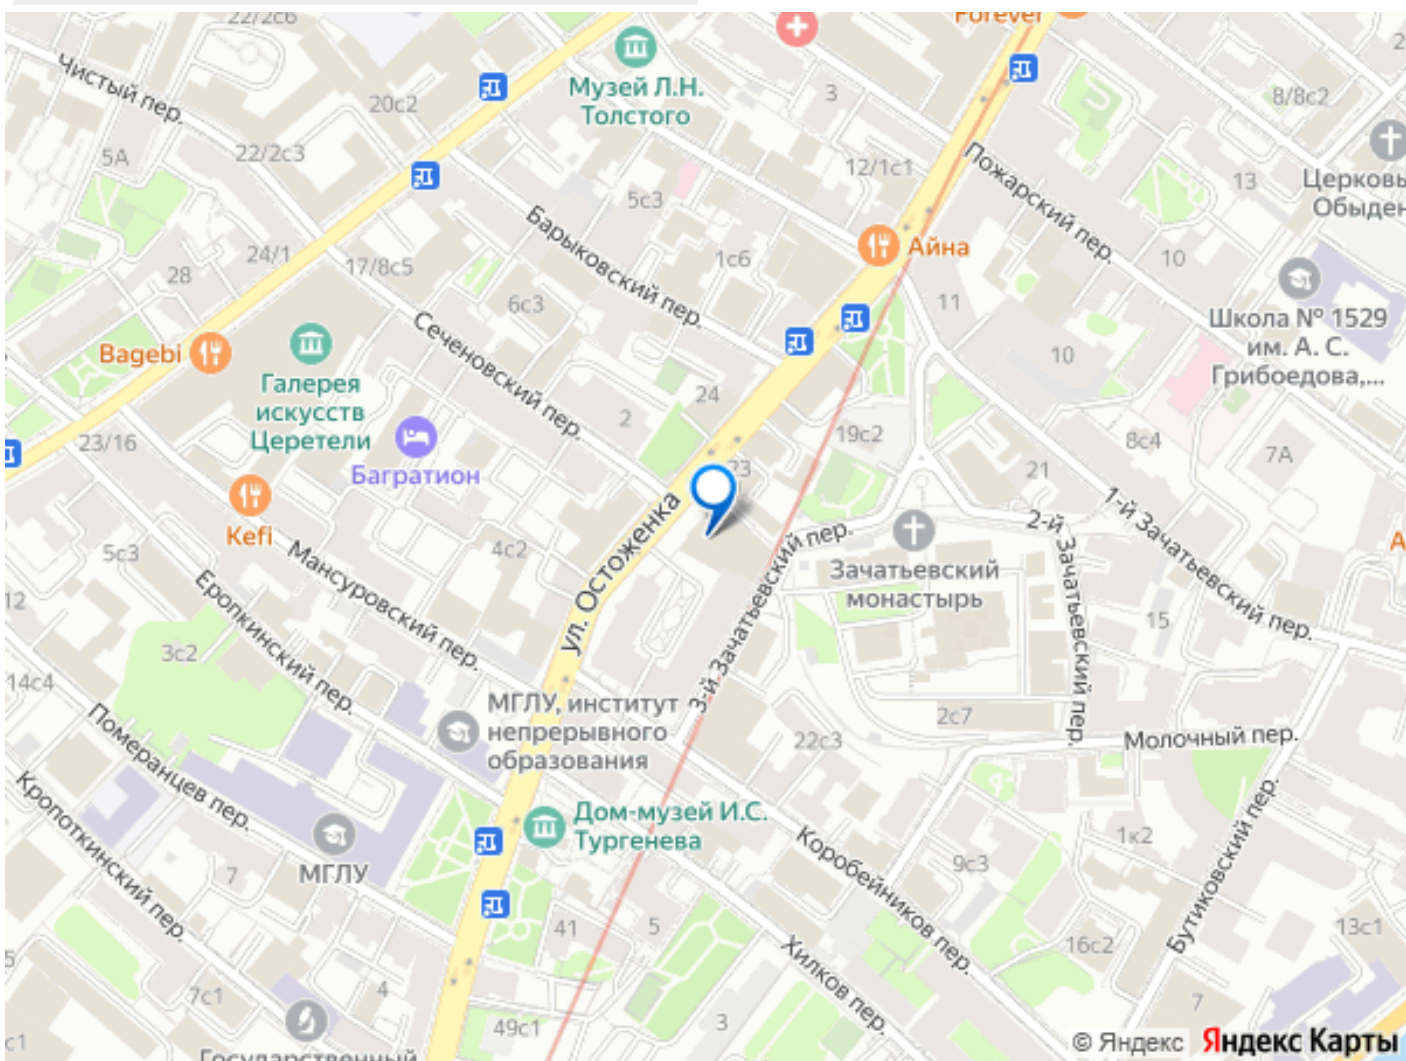 22/2с6
Forever
Чистый пер.
20с2
Музей Л.Н.
Толстого
3
8/8с2
5А
22/2с3
12/1с1
Пожарский пер.
13
Церковь
Обыден
5с3
28
24/1
17/8с5
Барыковский пер.
1с6
Айна
10
6с3
11
Школа № 1529
им. А. С.
Грибоедова,...
Bagebi
Галерея
искусств
Церетели
Сеченовский пер.
10
24
2
23/16
Багратион
19с2
8с4
7А
23
21
Kefi
ул. Остоженка
1-й Зачатьевский пер.
2-й Зачатьевский пер.
5с3
Мансуровский пер.
4с2
3-й Зачатьевский пер.
Зачатьевский
монастырь
А
12
Еропкинский пер.
15
3с2
14с4
МГЛУ, институт
непрерывного
образования
2с7
22с3
Молочный пер.
Померанцев пер.
Кропоткинский пер.
Дом-музей И.С.
Тургенева
7
МГЛУ
Коробейников пер.
9с3
1к2
Бутиковский пер.
41
5
16с2
13с1
Хилков пер.
5
7с1
4
49с1
3
7
с1
Государственный
© Яндекс
Яндекс Карты